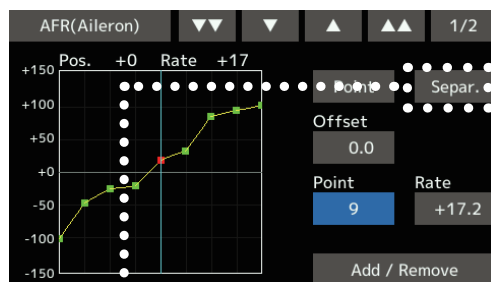 AFR(Aileron) ▼▼ ▼ ▲ ▲▲ 1/2
Pos. +0 Rate +17
+150
+100
+50
+0
-50
-100
-150
Point Separ.
Offset
0.0
Point Rate
9 +17.2
Add / Remove